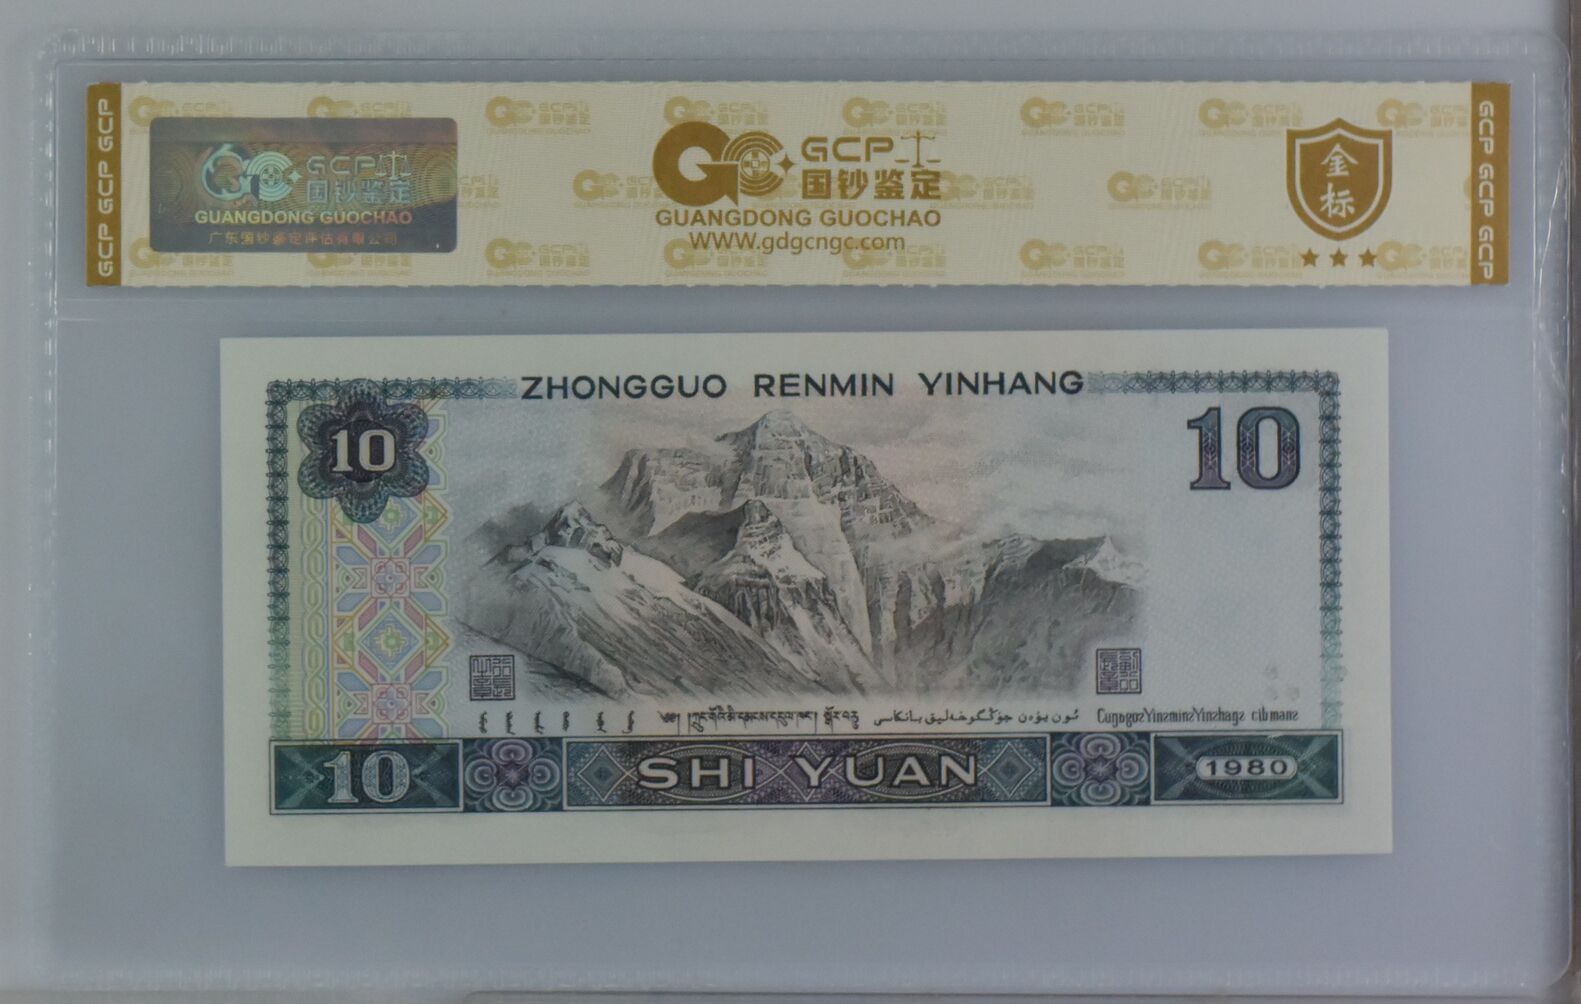 GCP GCP GCP
GCP
国钞鉴定
GUANGDONG GUOCHAO
广东国钞鉴定评估有限公司
GCP
国钞鉴定
GUANGDONG GUOCHAO
WWW.gdgcngc.com
金标
GCP GCP GCP
ZHONGGUO RENMIN YINHANG
10
10
10
SHI YUAN
1980